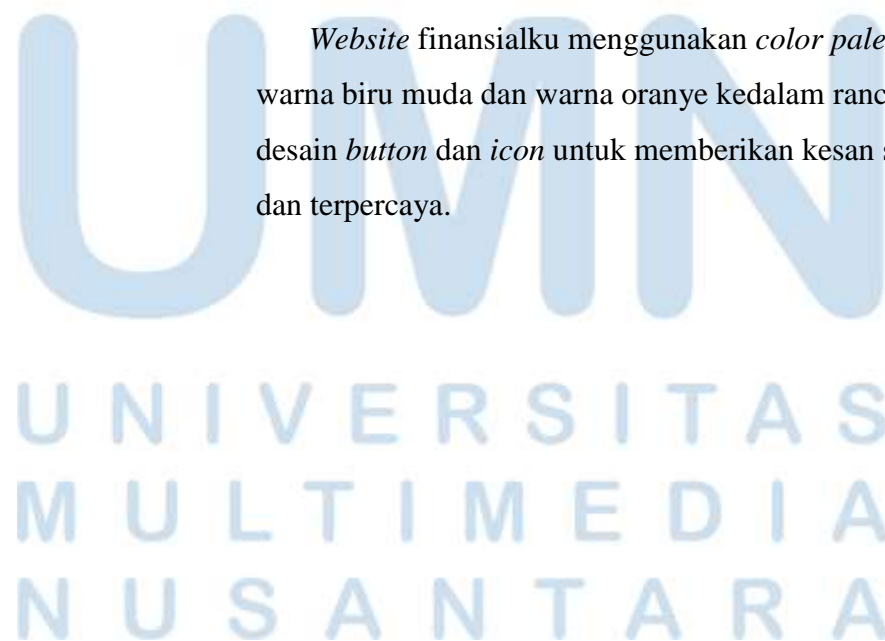 Website finansialku menggunakan color pale
warna biru muda dan warna oranye kedalam ranc
desain button dan icon untuk memberikan kesan s
dan terpercaya.
UMN
UNIVERSITAS
MULTIMEDIA
NUSANTARA